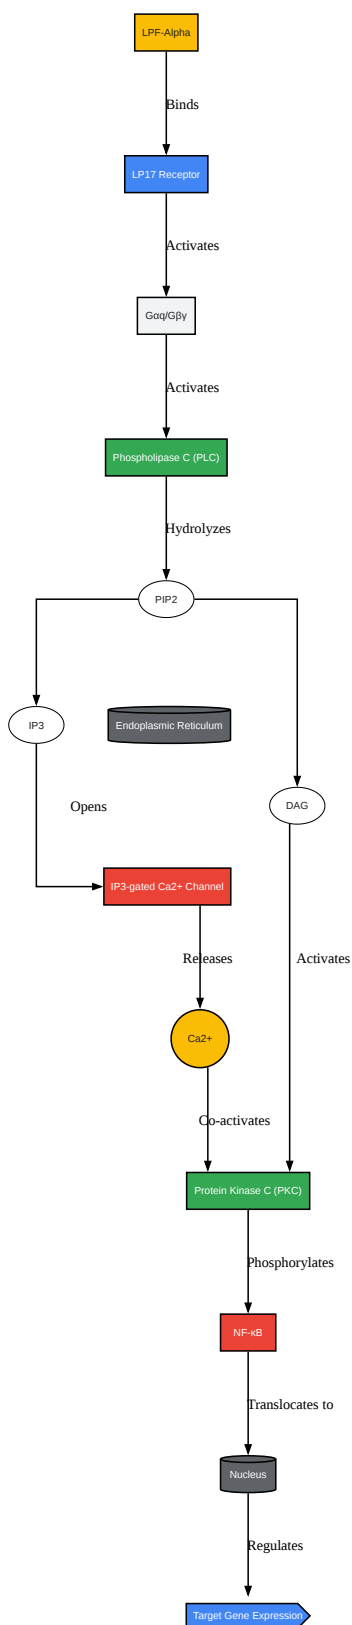 LPF-Alpha
Binds
LP17 Receptor
Activates
Gαq/Gβγ
Activates
Phospholipase C (PLC)
Hydrolyzes
PIP2
IP3
Endoplasmic Reticulum
DAG
Opens
IP3-gated Ca2+ Channel
Releases
Activates
Ca2+
Co-activates
Protein Kinase C (PKC)
Phosphorylates
NF-κB
Translocates to
Nucleus
Regulates
Target Gene Expression